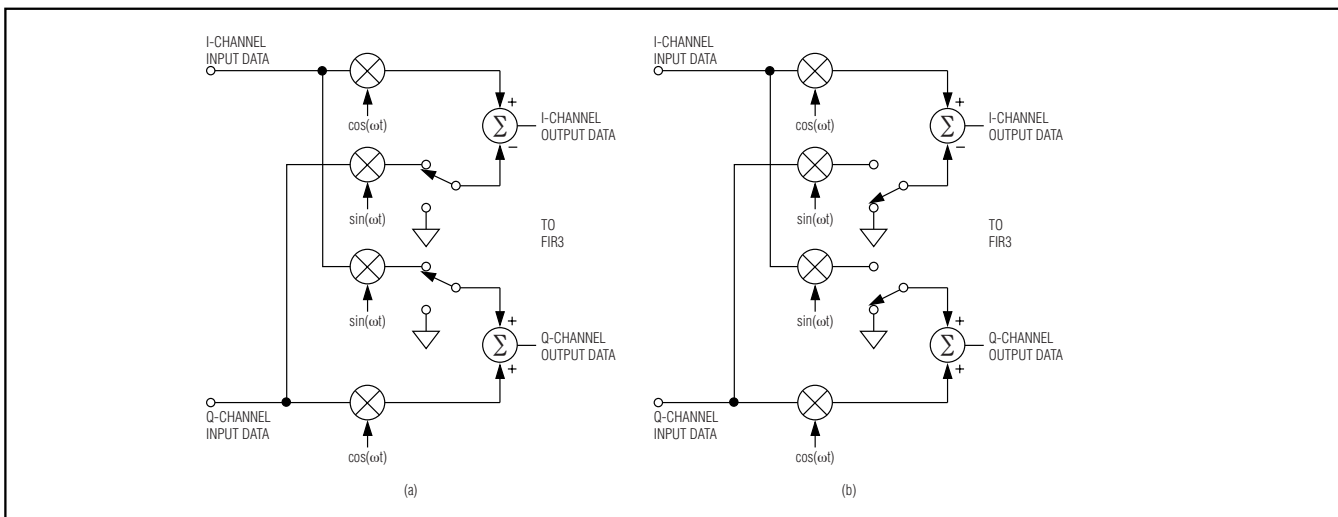 I-CHANNEL
INPUT DATA
cos(ωt)
+
Σ
−
I-CHANNEL
OUTPUT DATA
sin(ωt)
TO
FIR3
sin(ωt)
+
Σ
+
Q-CHANNEL
OUTPUT DATA
Q-CHANNEL
INPUT DATA
cos(ωt)
(a)
I-CHANNEL
INPUT DATA
cos(ωt)
+
Σ
−
I-CHANNEL
OUTPUT DATA
sin(ωt)
TO
FIR3
sin(ωt)
+
Σ
+
Q-CHANNEL
OUTPUT DATA
Q-CHANNEL
INPUT DATA
cos(ωt)
(b)